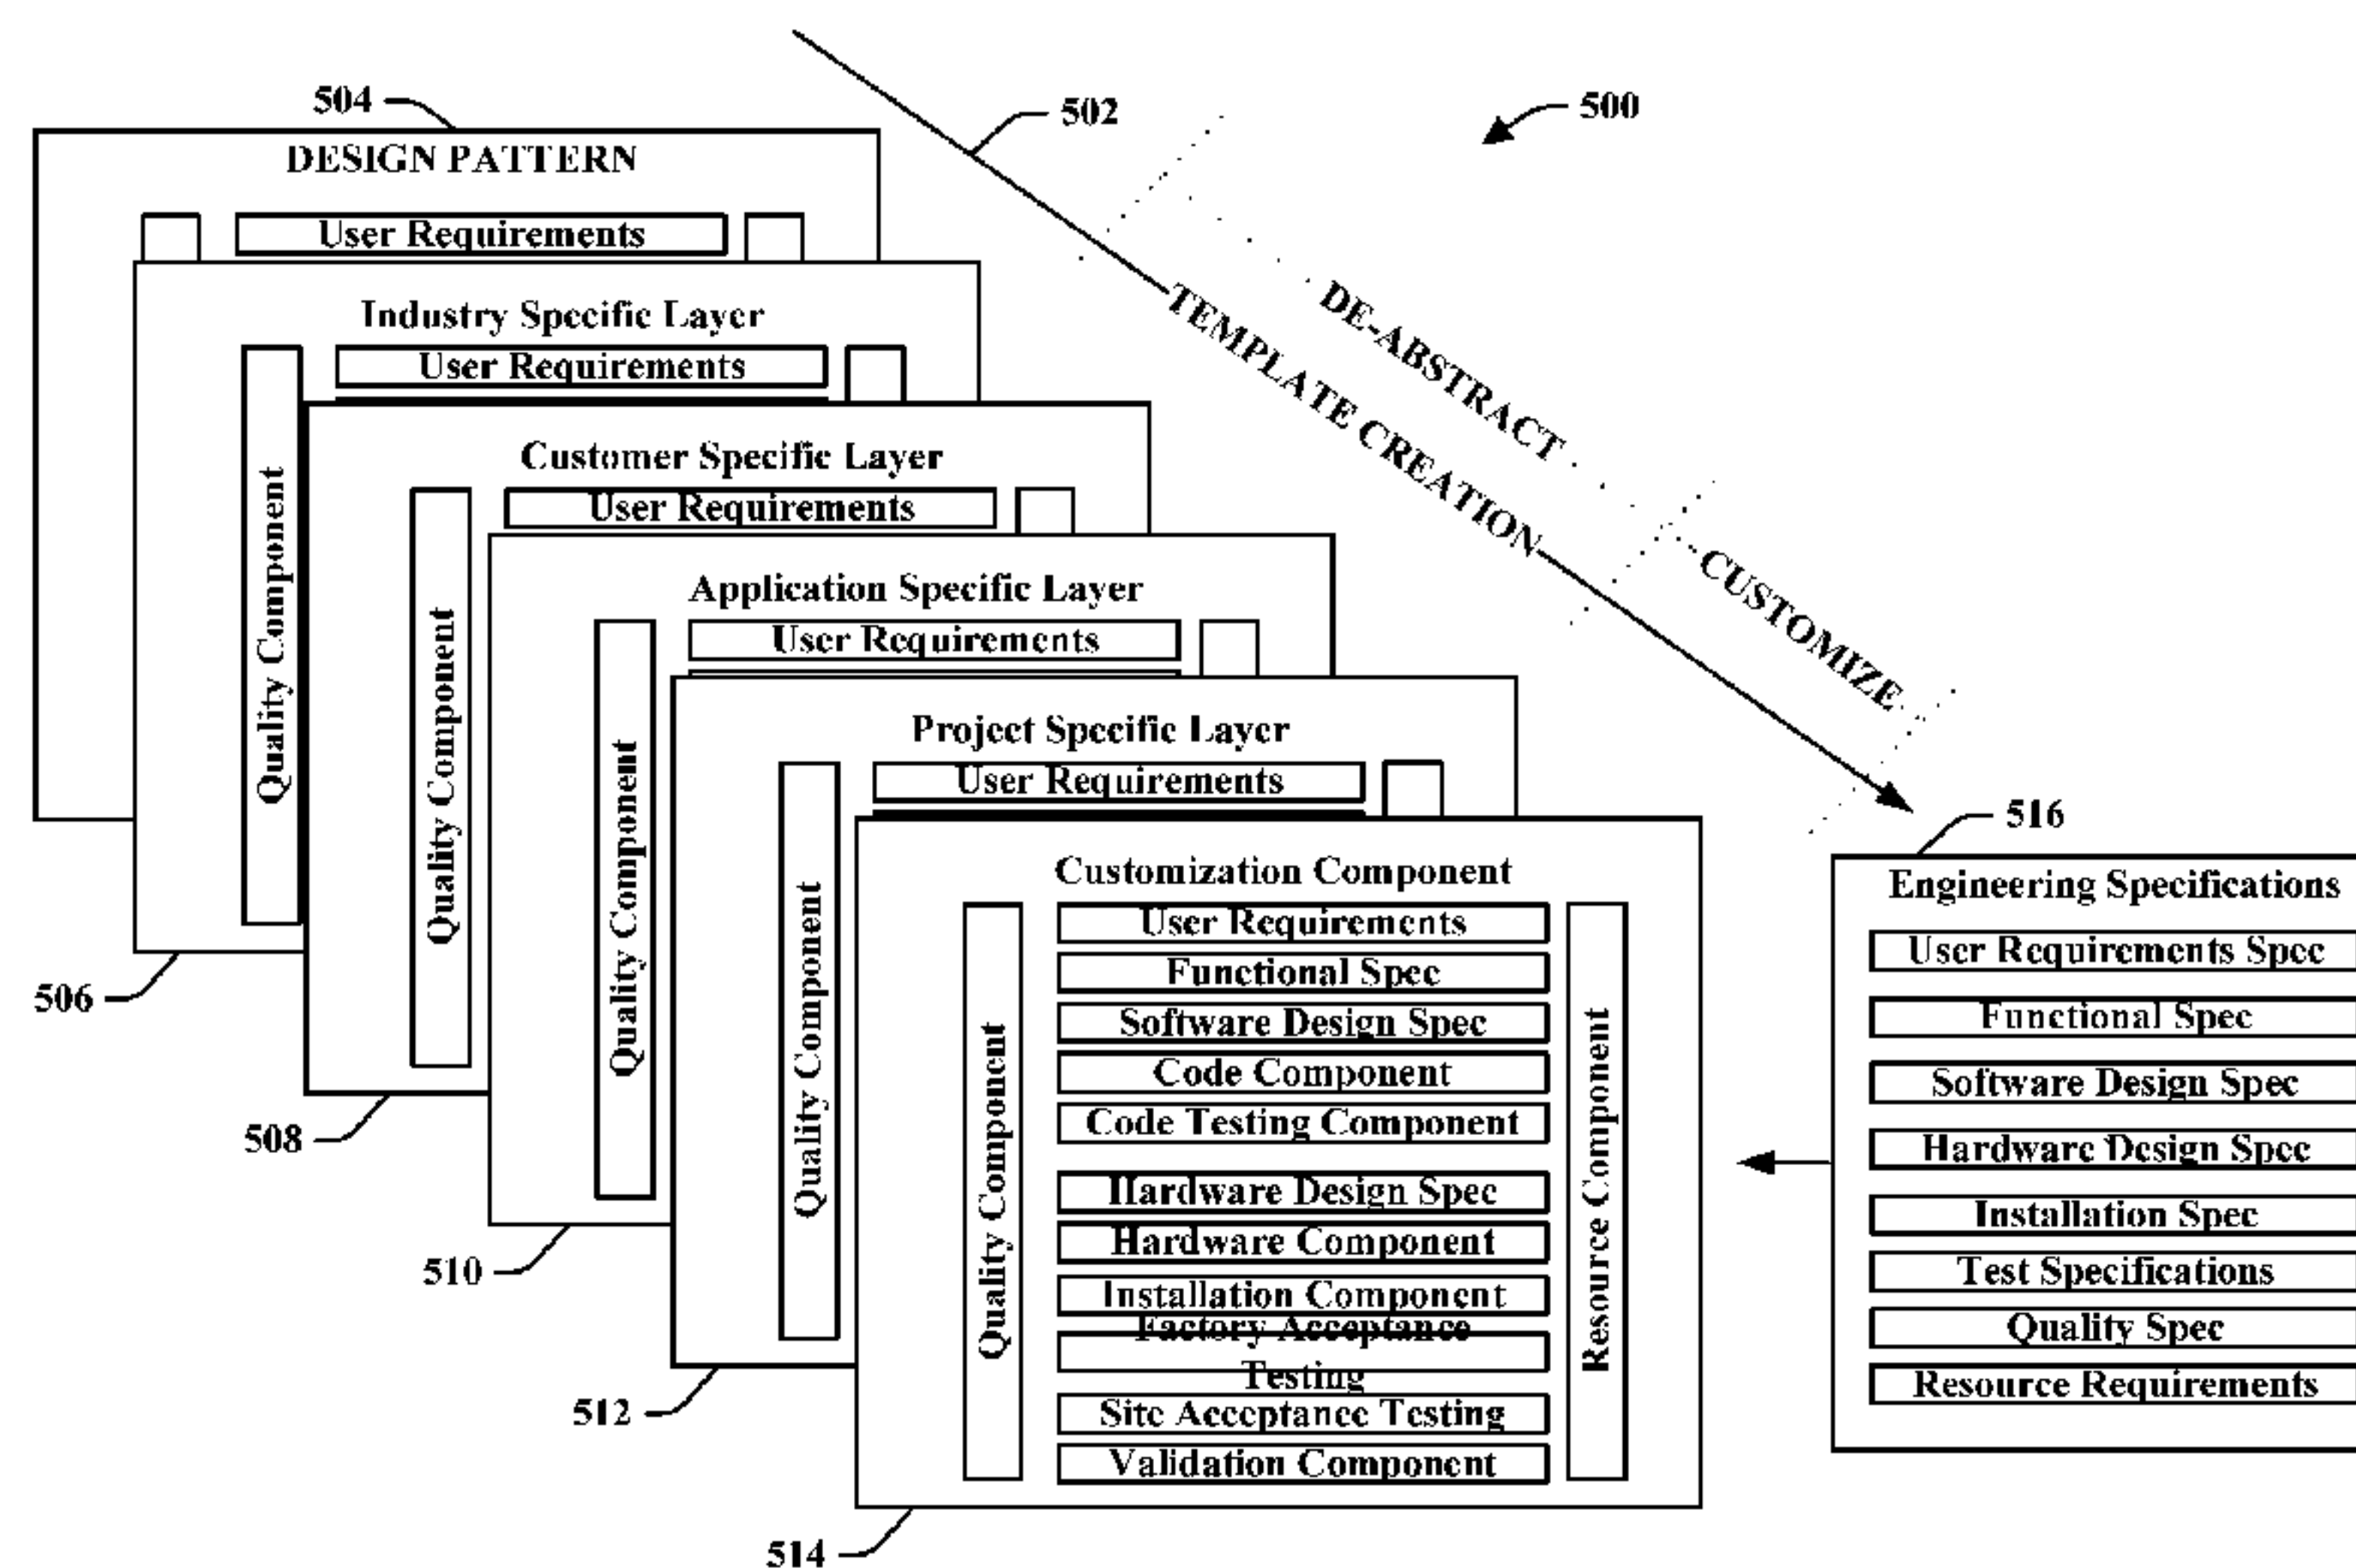 504
502
500
DESIGN PATTERN
User Requirements
Industry Specific Layer
User Requirements
Quality Component
DE-ABSTRACT
TEMPLATE CREATION
CUSTOMIZE
Customer Specific Layer
User Requirements
Quality Component
Application Specific Layer
User Requirements
Quality Component
Project Specific Layer
User Requirements
Quality Component
506
508
510
512
Customization Component
Quality Component
User Requirements
Functional Spec
Software Design Spec
Code Component
Code Testing Component
Hardware Design Spec
Hardware Component
Installation Component
Factory Acceptance
Testing
Site Acceptance Testing
Validation Component
Resource Component
514
516
Engineering Specifications
User Requirements Spec
Functional Spec
Software Design Spec
Hardware Design Spec
Installation Spec
Test Specifications
Quality Spec
Resource Requirements